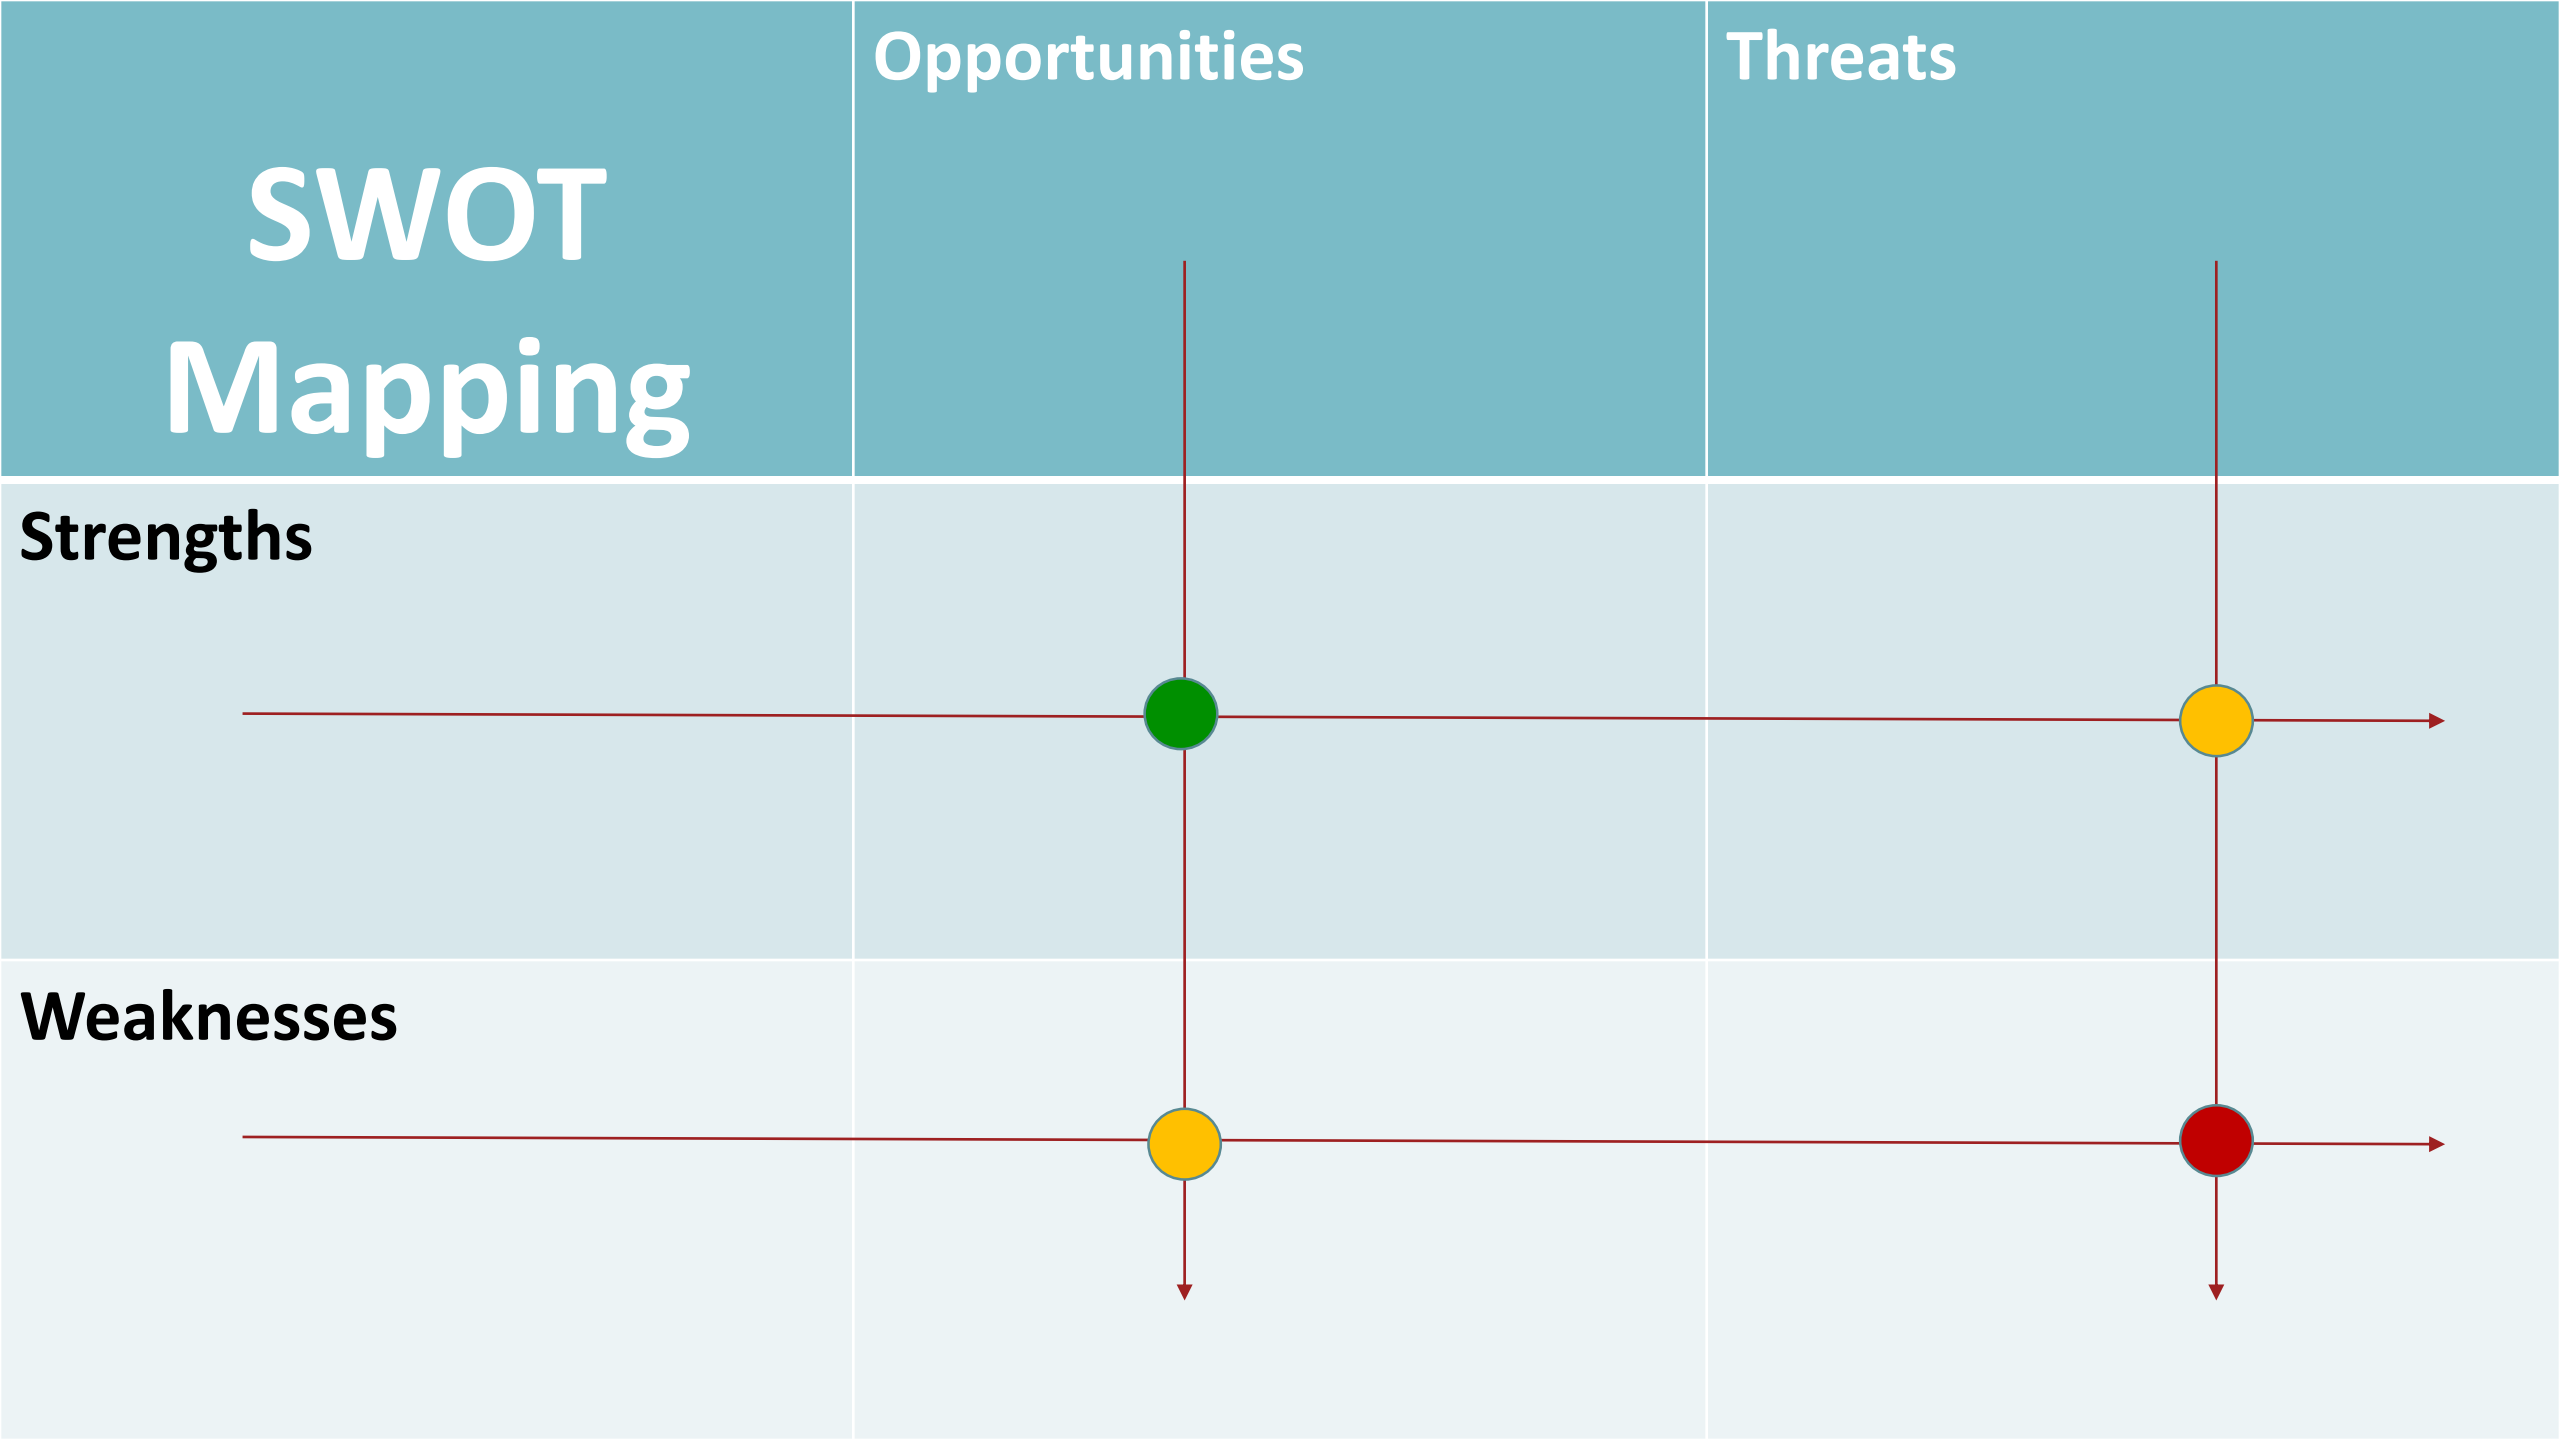 SWOT
Mapping
Opportunities
Threats
Strengths
Weaknesses